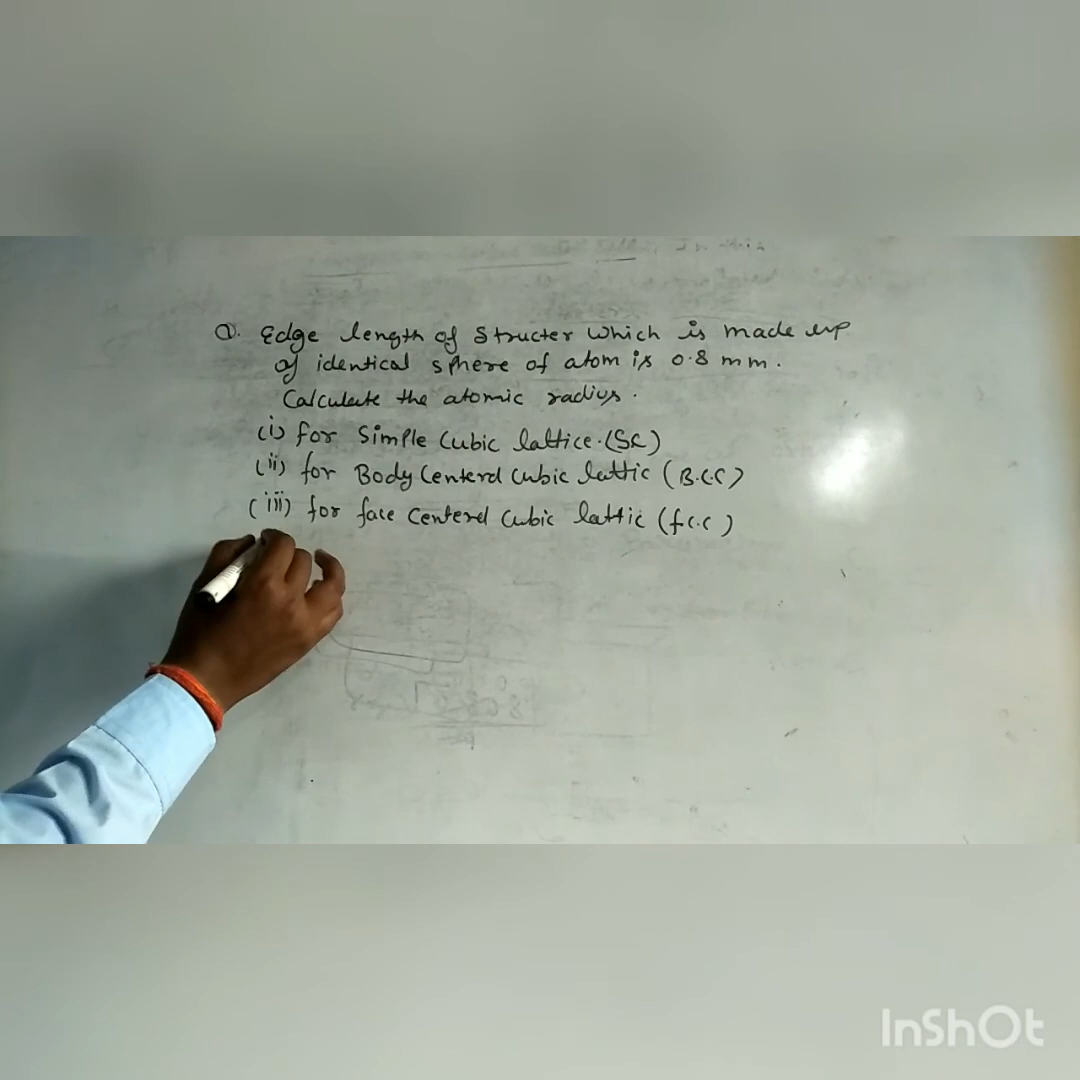 Q. Edge length of Structer which is made up
of identical sphere of atom is 0.8 mm.
Calculate the atomic radius.
(i) for Simple Cubic lattice.(SC)
(ii) for Body Centerd Cubic lattic (B.C.C)
(iii) for face Centered Cubic lattic (f.c.c)
InShOt